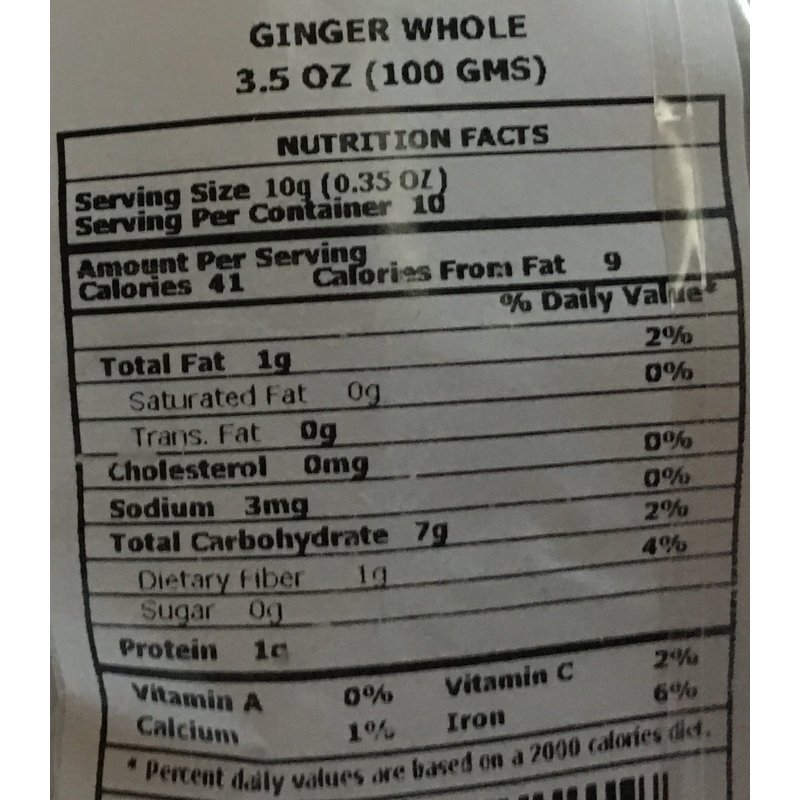 GINGER WHOLE
3.5 OZ (100 GMS)
NUTRITION FACTS
Serving Size 10g (0.35 OZ)
Serving Per Container 10
Amount Per Serving
Calories 41 Calories From Fat 9
% Daily Value*
Total Fat 1g 2%
Saturated Fat 0g 0%
Trans. Fat 0g
Cholesterol 0mg 0%
Sodium 3mg 0%
Total Carbohydrate 7g 2%
Dietary Fiber 1g 4%
Sugar 0g
Protein 1g
Vitamin A 0% Vitamin C 2%
Calcium 1% Iron 6%
* Percent daily values are based on a 2000 calories diet.